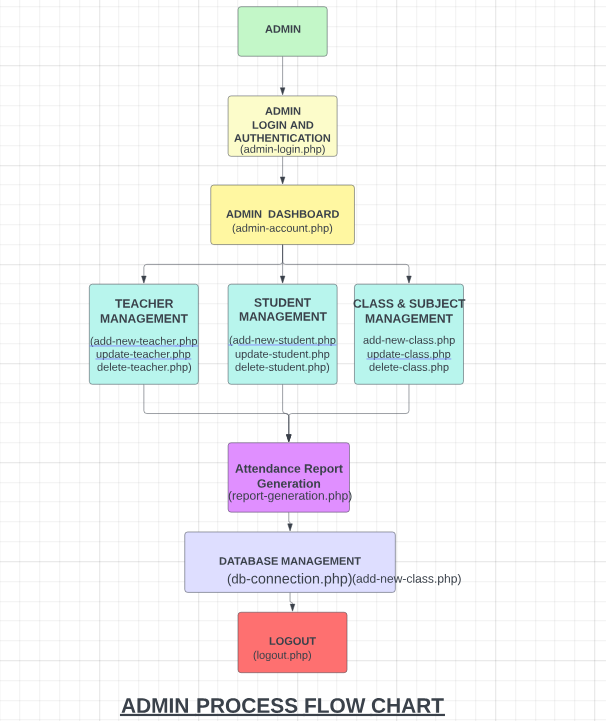 ADMIN
ADMIN
LOGIN AND
AUTHENTICATION
(admin-login.php)
ADMIN DASHBOARD
(admin-account.php)
TEACHER
MANAGEMENT
(add-new-teacher.php
update-teacher.php
delete-teacher.php)
STUDENT
MANAGEMENT
(add-new-student.php
update-student.php
delete-student.php)
CLASS & SUBJECT
MANAGEMENT
add-new-class.php
update-class.php
delete-class.php
Attendance Report
Generation
(report-generation.php)
DATABASE MANAGEMENT
(db-connection.php)(add-new-class.php)
LOGOUT
(logout.php)
ADMIN PROCESS FLOW CHART